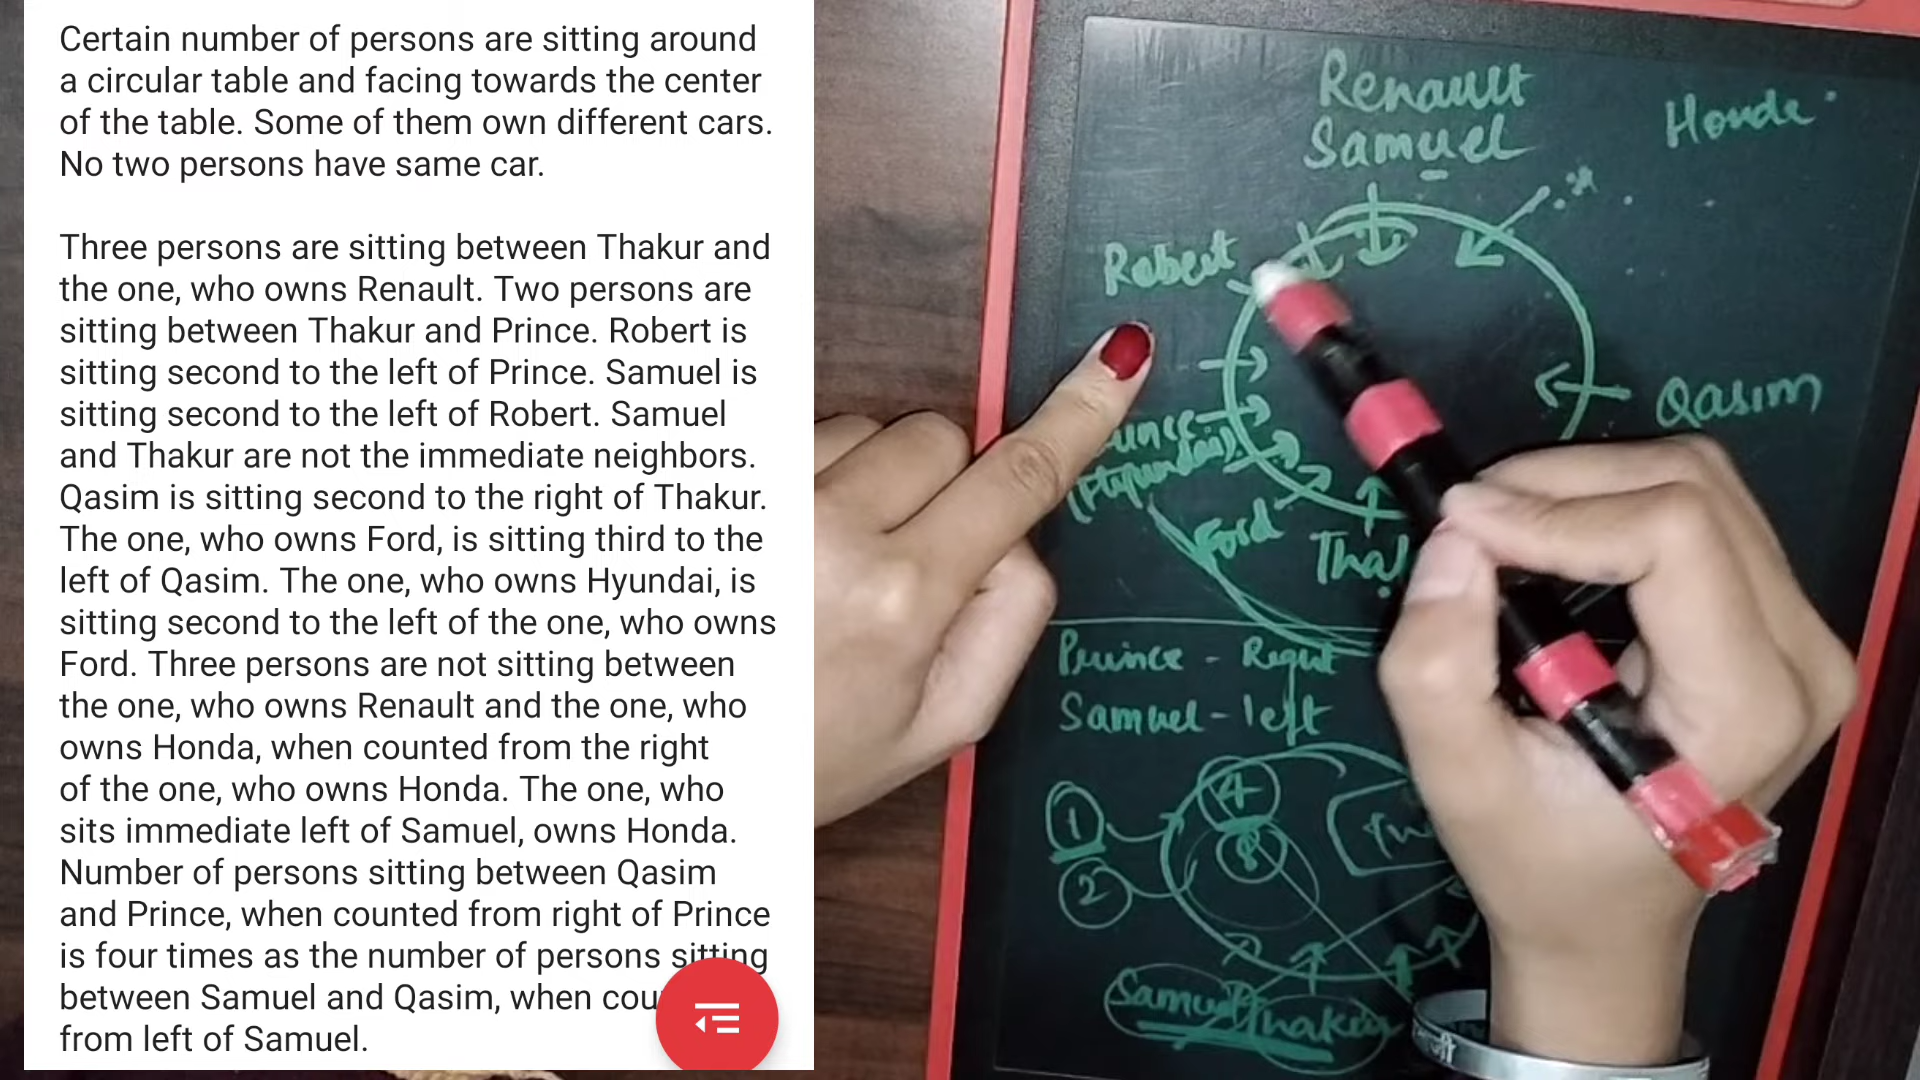 Certain number of persons are sitting around
a circular table and facing towards the center
of the table. Some of them own different cars.
No two persons have same car.
Three persons are sitting between Thakur and
the one, who owns Renault. Two persons are
sitting between Thakur and Prince. Robert is
sitting second to the left of Prince. Samuel is
sitting second to the left of Robert. Samuel
and Thakur are not the immediate neighbors.
Qasim is sitting second to the right of Thakur.
The one, who owns Ford, is sitting third to the
left of Qasim. The one, who owns Hyundai, is
sitting second to the left of the one, who owns
Ford. Three persons are not sitting between
the one, who owns Renault and the one, who
owns Honda, when counted from the right
of the one, who owns Honda. The one, who
sits immediate left of Samuel, owns Honda.
Number of persons sitting between Qasim
and Prince, when counted from right of Prince
is four times as the number of persons sitting
between Samuel and Qasim, when cou
from left of Samuel.
Renault
Samuel
Honda
Robert
Qasim
Ford
Thak
Prince -
Samuel - left
1
4
8
2
Samuel Thakur